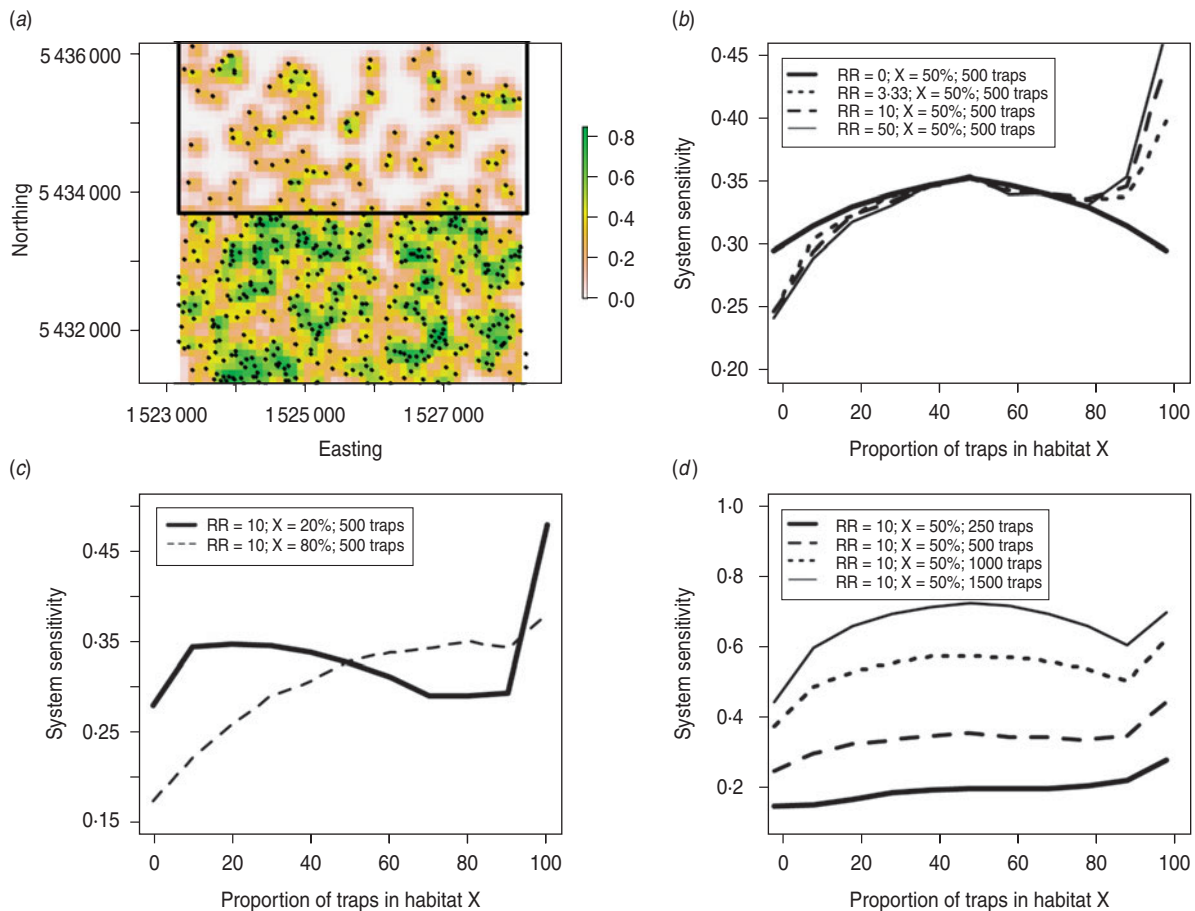 (a)
5 436 000
5 434 000
5 432 000
Northing
1 523 000 1 525 000 1 527 000
Easting
0·8
0·6
0·4
0·2
0·0
(b)
0·45
0·40
0·35
0·30
0·25
0·20
System sensitivity
RR = 0; X = 50%; 500 traps
RR = 3·33; X = 50%; 500 traps
RR = 10; X = 50%; 500 traps
RR = 50; X = 50%; 500 traps
0 20 40 60 80 100
Proportion of traps in habitat X
(c)
0·45
0·35
0·25
0·15
System sensitivity
RR = 10; X = 20%; 500 traps
RR = 10; X = 80%; 500 traps
0 20 40 60 80 100
Proportion of traps in habitat X
(d)
1·0
0·8
0·6
0·4
0·2
System sensitivity
RR = 10; X = 50%; 250 traps
RR = 10; X = 50%; 500 traps
RR = 10; X = 50%; 1000 traps
RR = 10; X = 50%; 1500 traps
0 20 40 60 80 100
Proportion of traps in habitat X